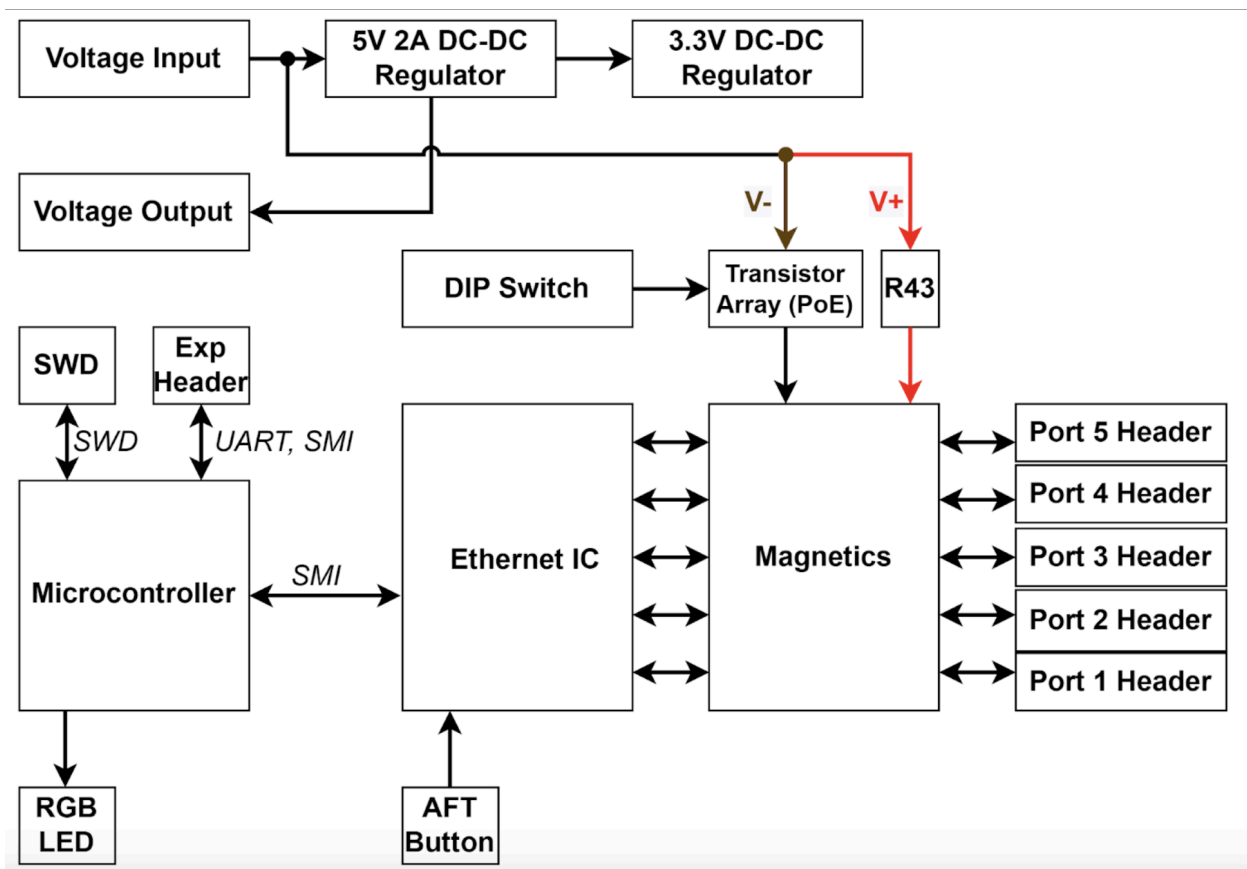 Voltage Input
5V 2A DC-DC
Regulator
3.3V DC-DC
Regulator
Voltage Output
V-
V+
DIP Switch
Transistor
Array (PoE)
R43
SWD
Exp
Header
SWD
UART, SMI
Microcontroller
SMI
Ethernet IC
Magnetics
Port 5 Header
Port 4 Header
Port 3 Header
Port 2 Header
Port 1 Header
RGB
LED
AFT
Button